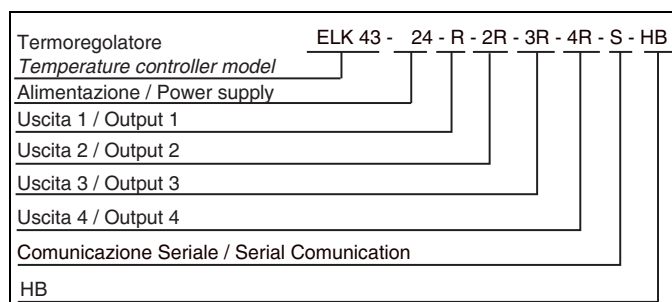 Termoregolatore ELK 43 - 24 - R - 2R - 3R - 4R - S - HB
Temperature controller model
Alimentazione / Power supply
Uscita 1 / Output 1
Uscita 2 / Output 2
Uscita 3 / Output 3
Uscita 4 / Output 4
Comunicazione Seriale / Serial Comunication
HB